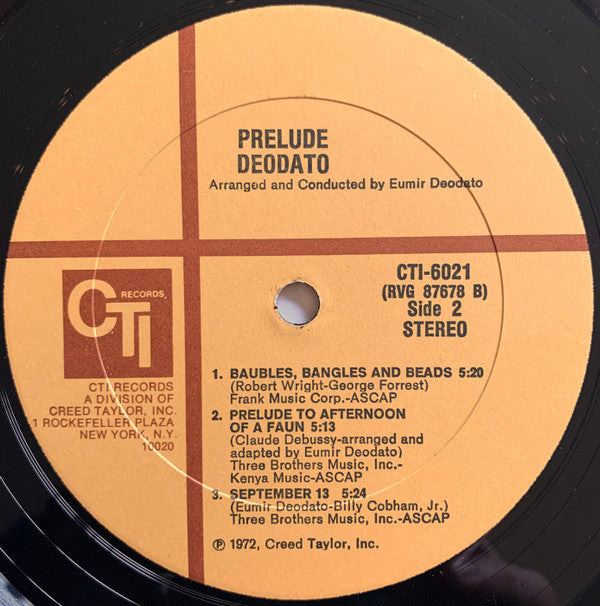 PRELUDE
DEODATO
Arranged and Conducted by Eumir Deodato
CTI RECORDS®
CTI RECORDS
A DIVISION OF
CREED TAYLOR, INC.
1 ROCKEFELLER PLAZA
NEW YORK, N.Y.
10020
CTI-6021
(RVG 87678 B)
Side 2
STEREO
1. BAUBLES, BANGLES AND BEADS 5:20
(Robert Wright-George Forrest)
Frank Music Corp.-ASCAP
2. PRELUDE TO AFTERNOON
OF A FAUN 5:13
(Claude Debussy-arranged and
adapted by Eumir Deodato)
Three Brothers Music, Inc.-
Kenya Music-ASCAP
3. SEPTEMBER 13 5:24
(Eumir Deodato-Billy Cobham, Jr.)
Three Brothers Music, Inc.-ASCAP
℗ 1972, Creed Taylor, Inc.